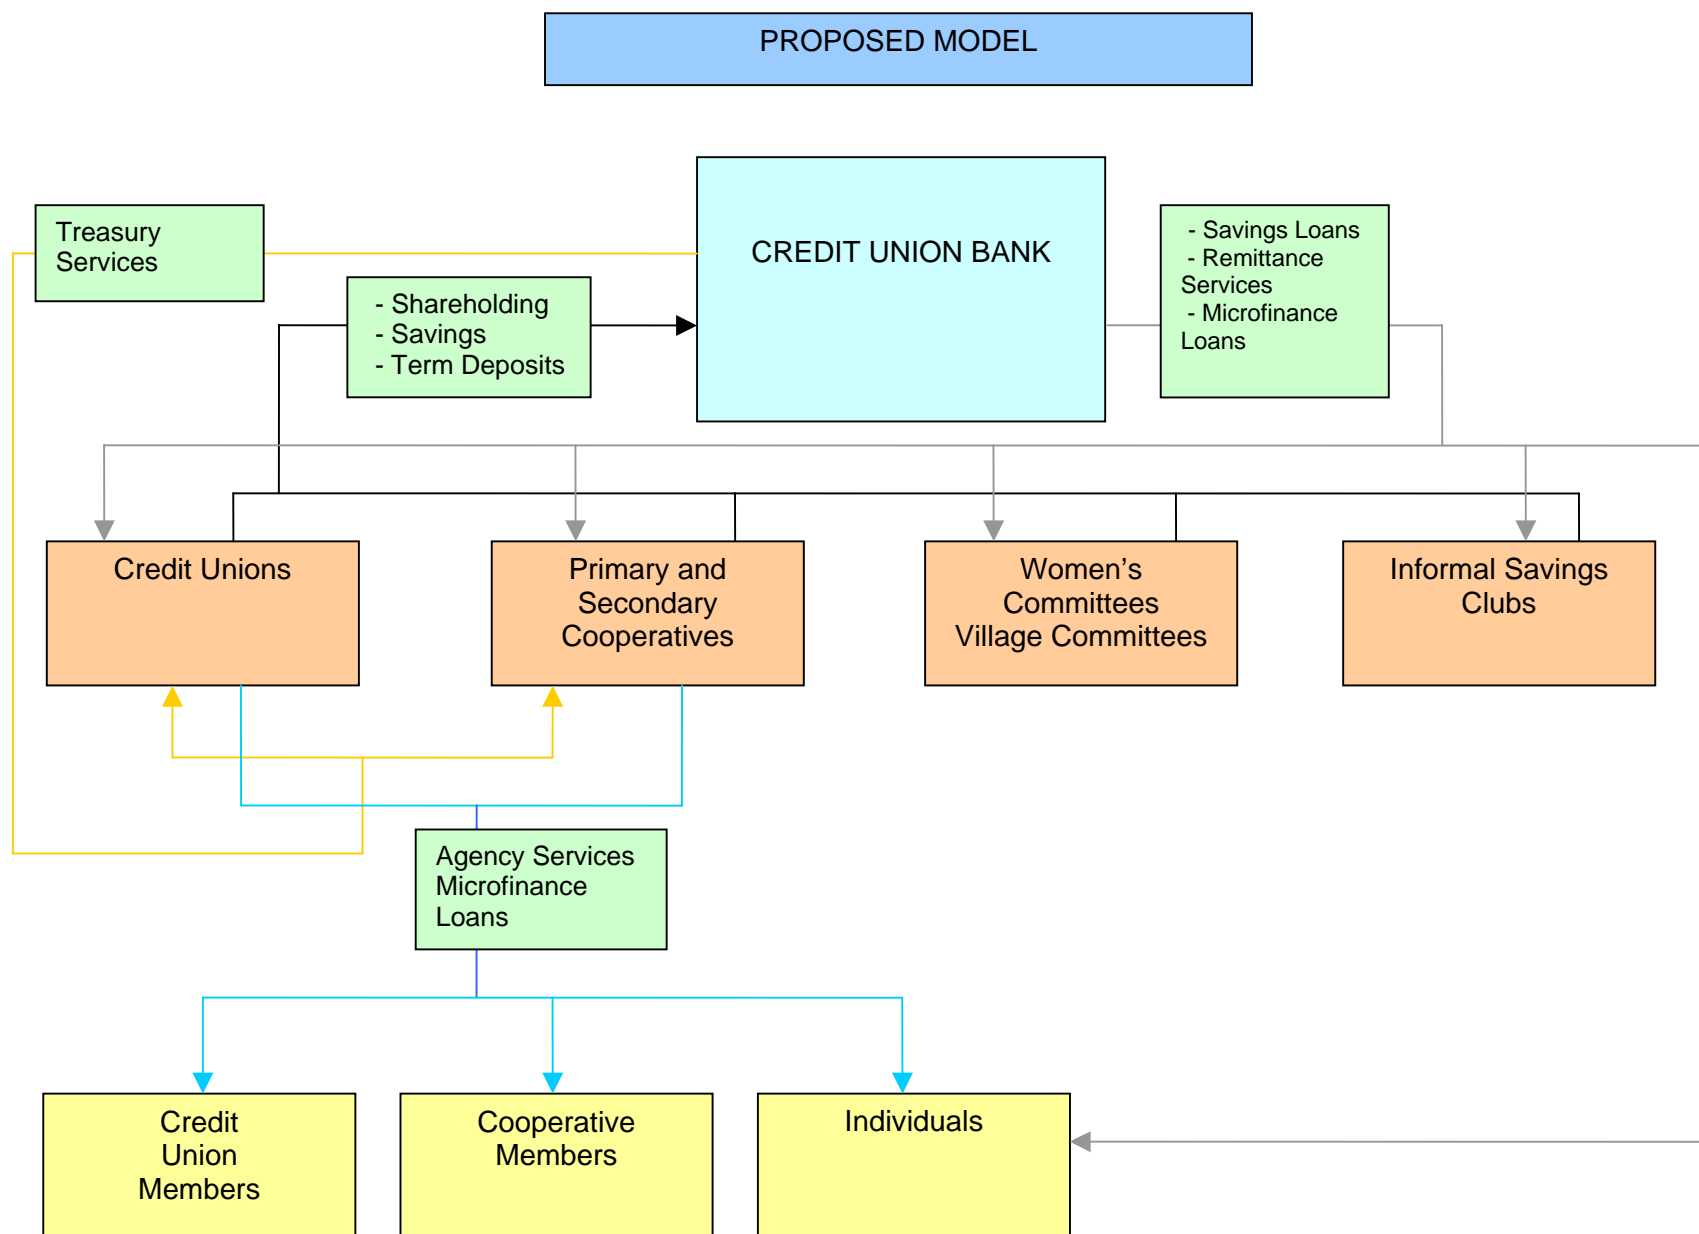 PROPOSED MODEL
Treasury
Services
- Shareholding
- Savings
- Term Deposits
CREDIT UNION BANK
- Savings Loans
- Remittance
Services
- Microfinance
Loans
Credit Unions
Primary and
Secondary
Cooperatives
Women’s
Committees
Village Committees
Informal Savings
Clubs
Agency Services
Microfinance
Loans
Credit
Union
Members
Cooperative
Members
Individuals